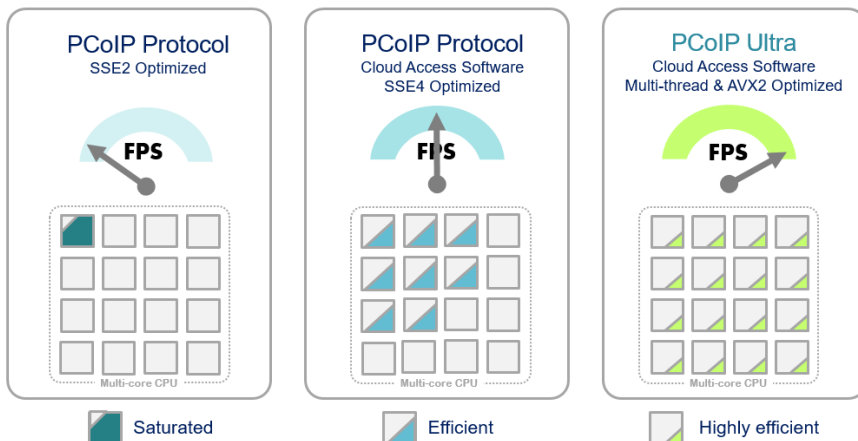 PCoIP Protocol
SSE2 Optimized
FPS
Multi-core CPU
Saturated
PCoIP Protocol
Cloud Access Software
SSE4 Optimized
FPS
Multi-core CPU
Efficient
PCoIP Ultra
Cloud Access Software
Multi-thread & AVX2 Optimized
FPS
Multi-core CPU
Highly efficient